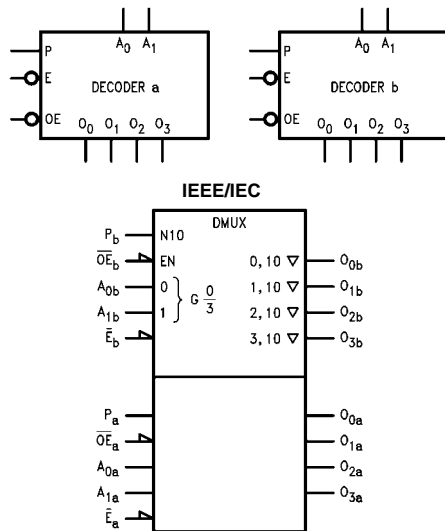 A0 A1
P
E DECODER a
OE
O0 O1 O2 O3
A0 A1
P
E DECODER b
OE
O0 O1 O2 O3
IEEE/IEC
DMUX
Pb N10
OEb EN 0,10 ▽ O0b
A0b 0 } G 0/3 1,10 ▽ O1b
A1b 1 2,10 ▽ O2b
Eb 3,10 ▽ O3b
Pa O0a
OEa O1a
A0a O2a
A1a O3a
Ea